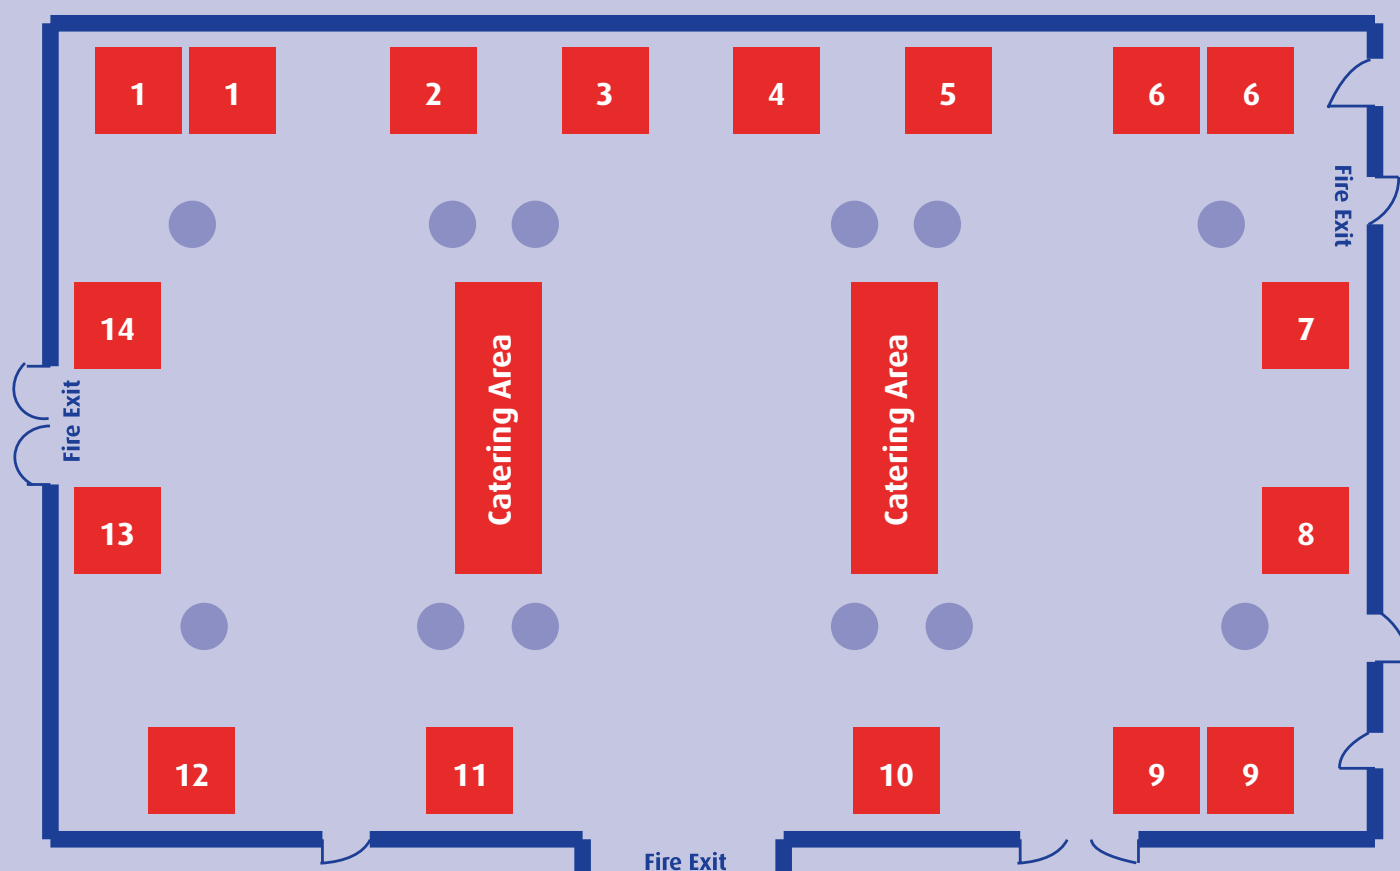 1 1 2 3 4 5 6 6
Fire Exit
14 7
Catering Area Catering Area
Fire Exit
13 8
12 11 10 9 9
Fire Exit